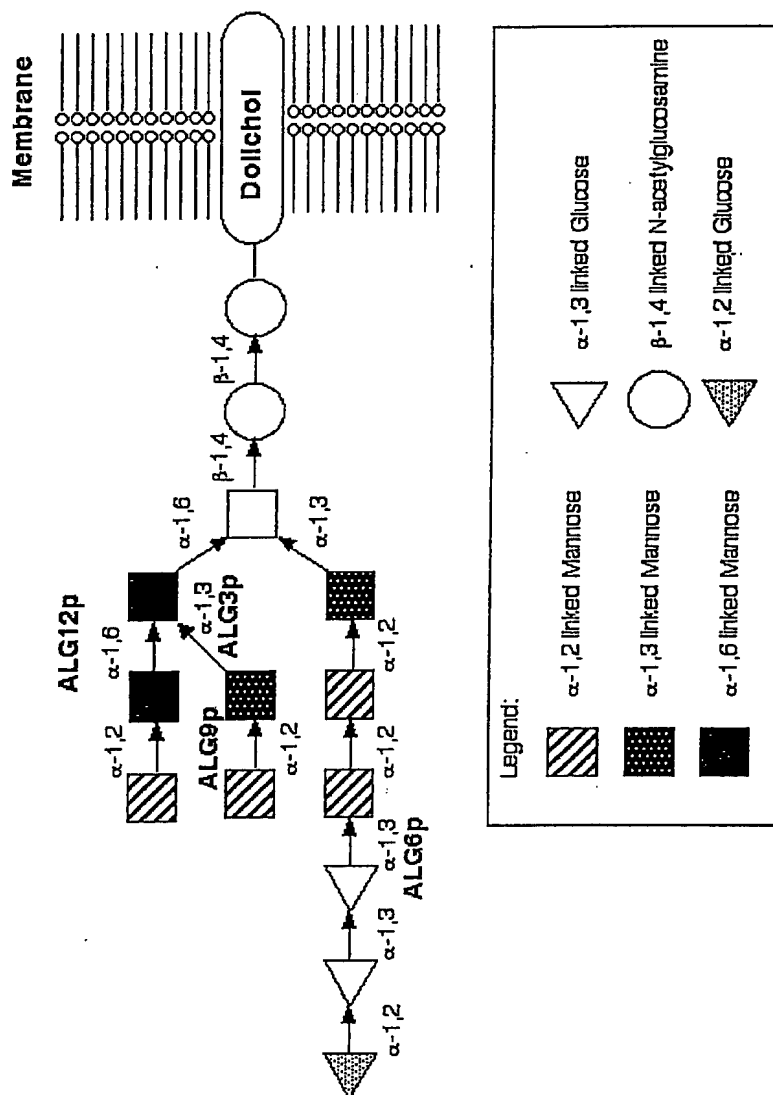 Membrane
Dolichol
β-1,4
β-1,4
α-1,6
α-1,3
ALG12p
α-1,6
α-1,3
ALG3p
α-1,2
α-1,2
ALG9p
α-1,2
α-1,2
α-1,3
ALG6p
α-1,3
α-1,2
Legend:
α-1,2 linked Mannose
α-1,3 linked Mannose
α-1,6 linked Mannose
α-1,3 linked Glucose
β-1,4 linked N-acetylglucosamine
α-1,2 linked Glucose